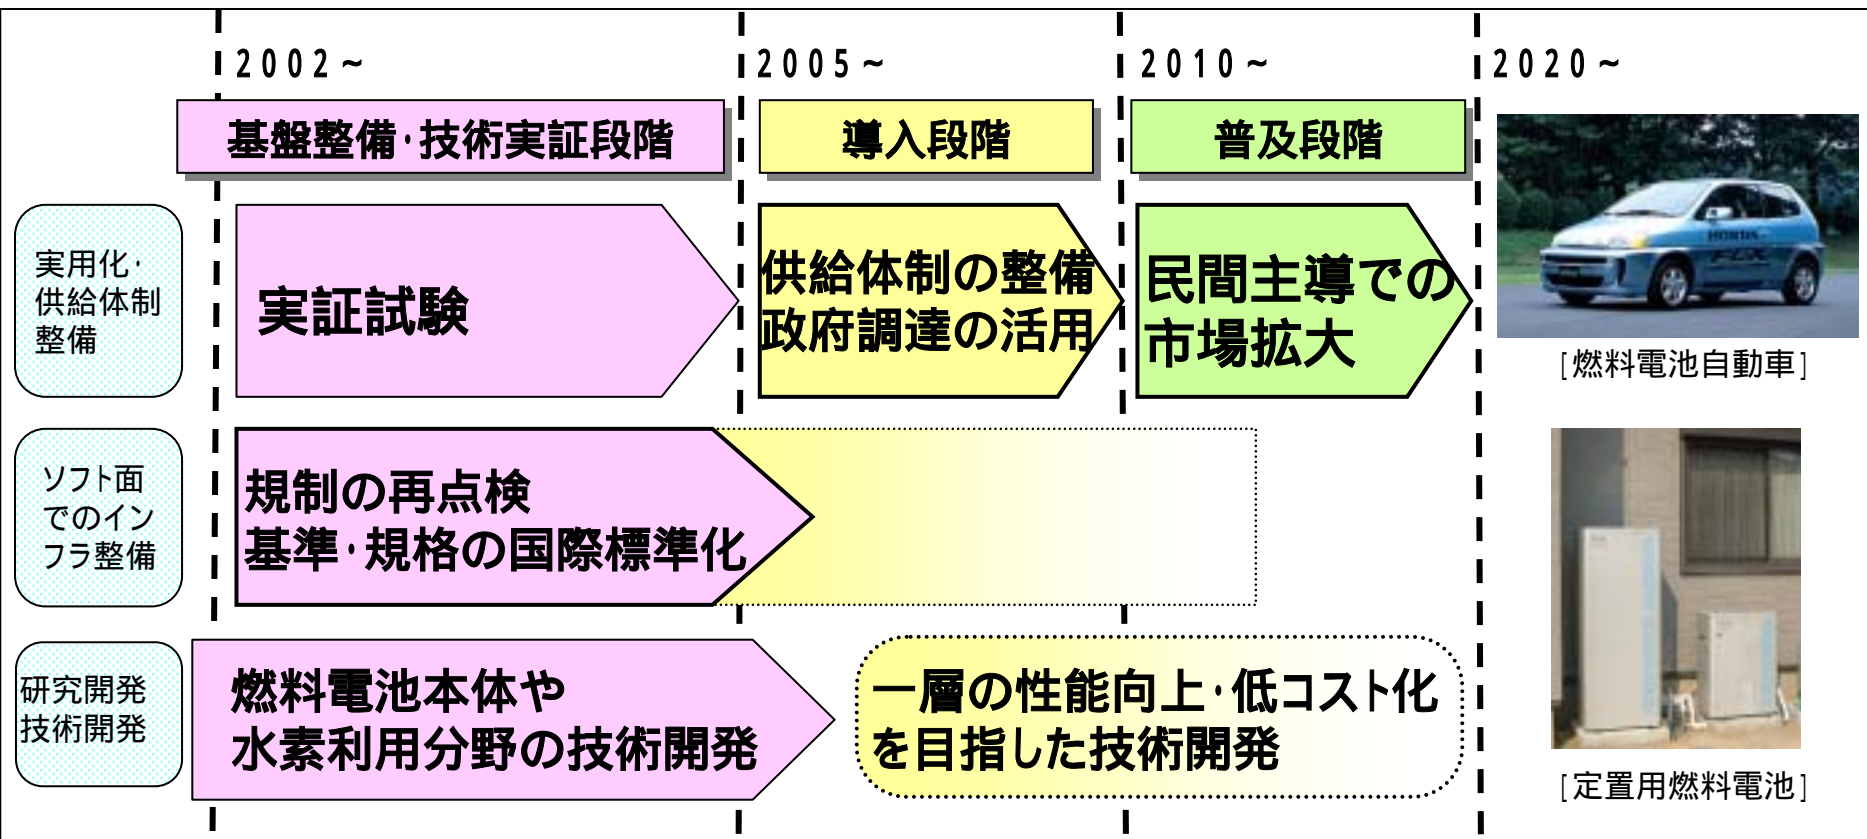 2002～
2005～
2010～
2020～
基盤整備・技術実証段階
導入段階
普及段階
実用化・
供給体制
整備
実証試験
供給体制の整備
政府調達の活用
民間主導での
市場拡大
HONDA
FCX
[燃料電池自動車]
ソフト面
でのイン
フラ整備
規制の再点検
基準・規格の国際標準化
研究開発
技術開発
燃料電池本体や
水素利用分野の技術開発
一層の性能向上・低コスト化
を目指した技術開発
[定置用燃料電池]